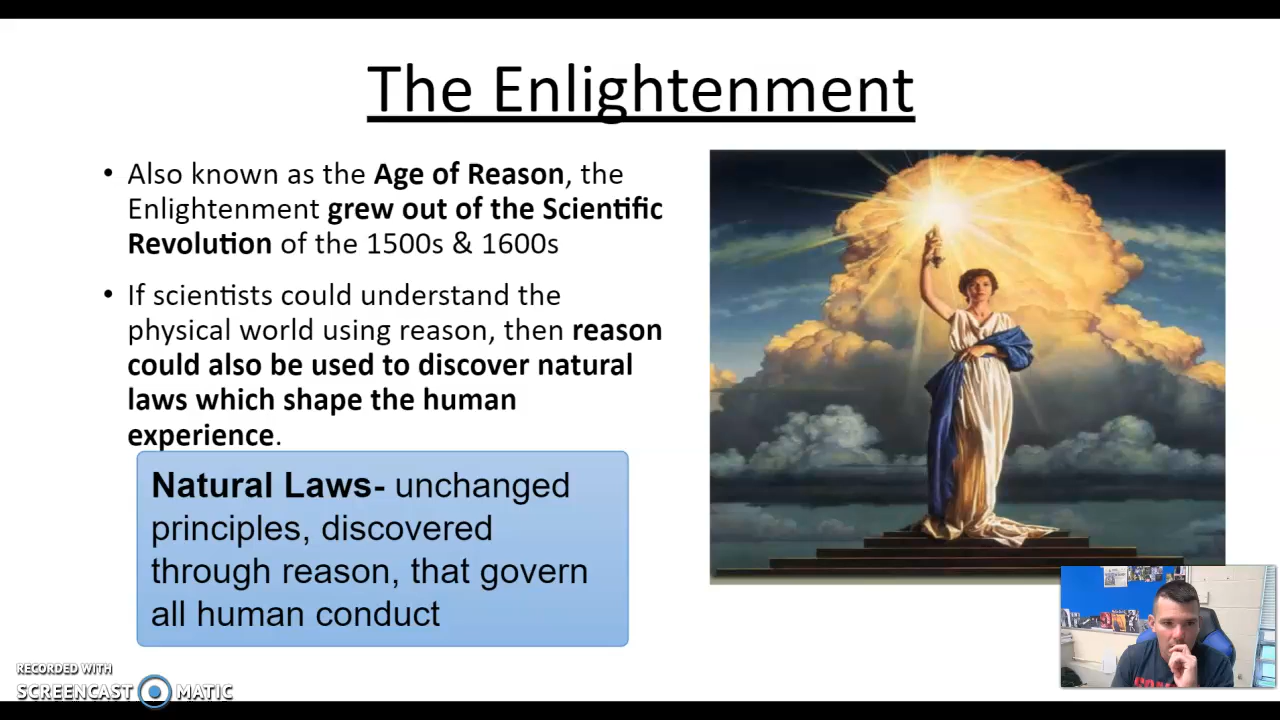 The Enlightenment
• Also known as the Age of Reason, the
Enlightenment grew out of the Scientific
Revolution of the 1500s & 1600s
• If scientists could understand the
physical world using reason, then reason
could also be used to discover natural
laws which shape the human
experience.
Natural Laws- unchanged
principles, discovered
through reason, that govern
all human conduct
RECORDED WITH
SCREENCAST MATIC